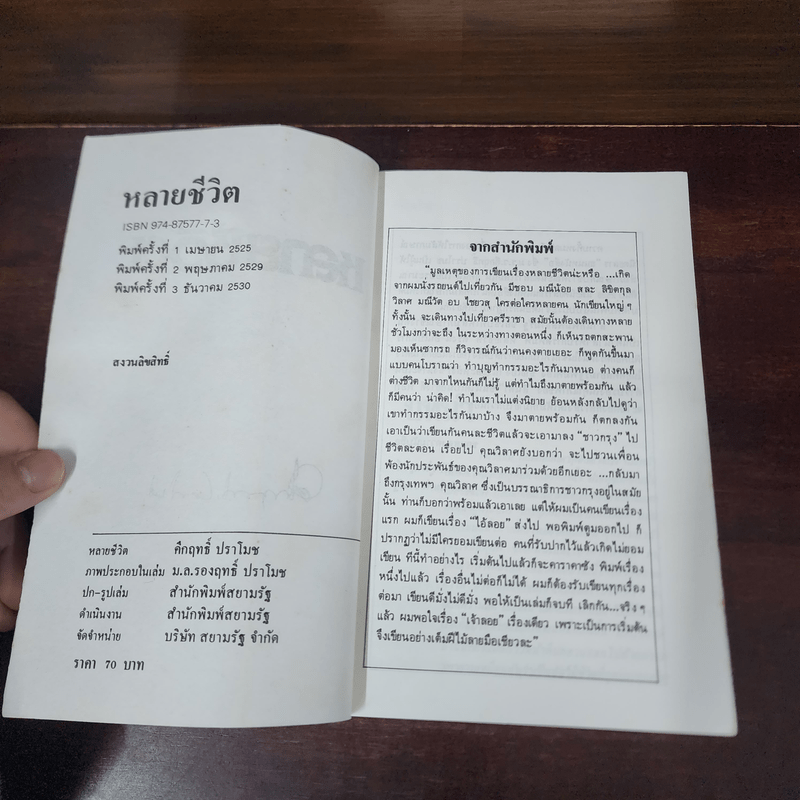 หลายชีวิต
ISBN 974-87577-7-3
พิมพ์ครั้งที่ 1 เมษายน 2525
พิมพ์ครั้งที่ 2 พฤษภาคม 2529
พิมพ์ครั้งที่ 3 ธันวาคม 2530
สงวนลิขสิทธิ์
หลายชีวิต คึกฤทธิ์ ปราโมช
ภาพประกอบในเล่ม ม.ล.รองฤทธิ์ ปราโมช
ปก-รูปเล่ม สำนักพิมพ์สยามรัฐ
ดำเนินงาน สำนักพิมพ์สยามรัฐ
จัดจำหน่าย บริษัท สยามรัฐ จำกัด
ราคา 70 บาท
จากสำนักพิมพ์
"มูลเหตุของการเขียนเรื่องหลายชีวิตน่ะหรือ ...เกิด
จากผมนั่งรถยนต์ไปเที่ยวกัน มีชอบ มณีน้อย สละ ลิขิตกุล
วิลาศ มณีวัต อบ ไชยวสุ ใครต่อใครหลายคน นักเขียนใหญ่ๆ
ทั้งนั้น จะเดินทางไปเที่ยวศรีราชา สมัยนั้นต้องเดินทางหลาย
ชั่วโมงกว่าจะถึง ในระหว่างทางตอนหนึ่ง ก็เห็นรถตกสะพาน
มองเห็นซากรถ ก็วิจารณ์กันว่าคนคงตายเยอะ ก็พูดกันขึ้นมา
แบบคนโบราณว่า ทำบุญทำกรรมอะไรกันมาหนอ ต่างคนก็
ต่างชีวิต มาจากไหนกันก็ไม่รู้ แต่ทำไมถึงมาตายพร้อมกัน แล้ว
ก็มีคนว่า น่าคิด! ทำไมเราไม่แต่งนิยาย ย้อนหลังกลับไปดูว่า
เขาทำกรรมอะไรกันมาบ้าง จึงมาตายพร้อมกัน ก็ตกลงกัน
เอาเป็นว่าเขียนกันคนละชีวิตแล้วจะเอามาลง "ชาวกรุง" ไป
ชีวิตละตอน เรื่อยไป คุณวิลาศยังบอกว่า จะไปชวนเพื่อน
พ้องนักประพันธ์ของคุณวิลาศมาร่วมด้วยอีกเยอะ ...กลับมา
ถึงกรุงเทพฯ คุณวิลาศ ซึ่งเป็นบรรณาธิการชาวกรุงอยู่ในสมัย
นั้น ท่านก็บอกว่าพร้อมแล้วเอาเลย แต่ให้ผมเป็นคนเขียนเรื่อง
แรก ผมก็เขียนเรื่อง "ไอ้ลอย" ส่งไป พอพิมพ์ตูมออกไป ก็
ปรากฏว่าไม่มีใครยอมเขียนต่อ คนที่รับปากไว้แล้วเกิดไม่ยอม
เขียน ทีนี้ทำอย่างไร เริ่มต้นไปแล้วก็จะคาราคาซัง พิมพ์เรื่อง
หนึ่งไปแล้ว เรื่องอื่นไม่ต่อก็ไม่ได้ ผมก็ต้องรับเขียนทุกเรื่อง
ต่อมา เขียนดีมั่งไม่ดีมั่ง พอให้เป็นเล่มก็จบที เลิกกัน...จริงๆ
แล้ว ผมพอใจเรื่อง "เจ้าลอย" เรื่องเดียว เพราะเป็นการเริ่มต้น
จึงเขียนอย่างเต็มฝีไม้ลายมือเชียวละ"